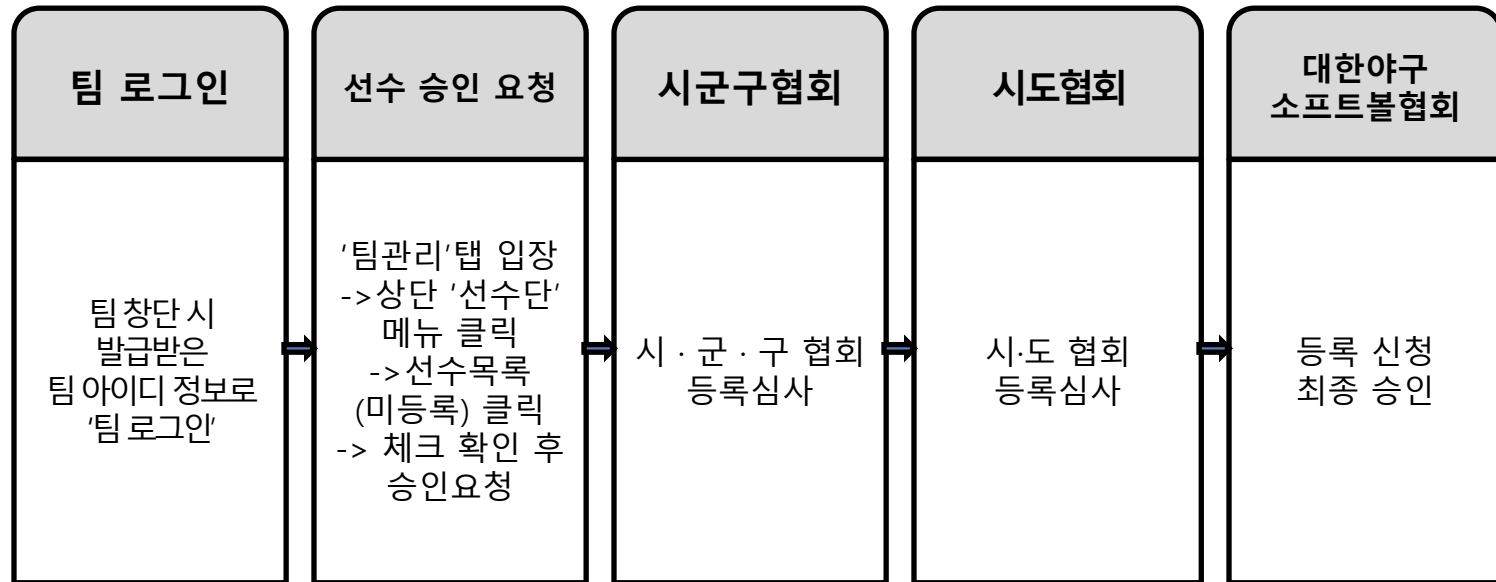 팀 로그인
팀 창단 시
발급받은
팀 아이디 정보로
‘팀 로그인’
선수 승인 요청
‘팀관리’탭 입장
->상단 ‘선수단’
메뉴 클릭
->선수목록
(미등록) 클릭
-> 체크 확인 후
승인요청
시군구협회
시 · 군 · 구 협회
등록심사
시도협회
시·도 협회
등록심사
대한야구
소프트볼협회
등록 신청
최종 승인